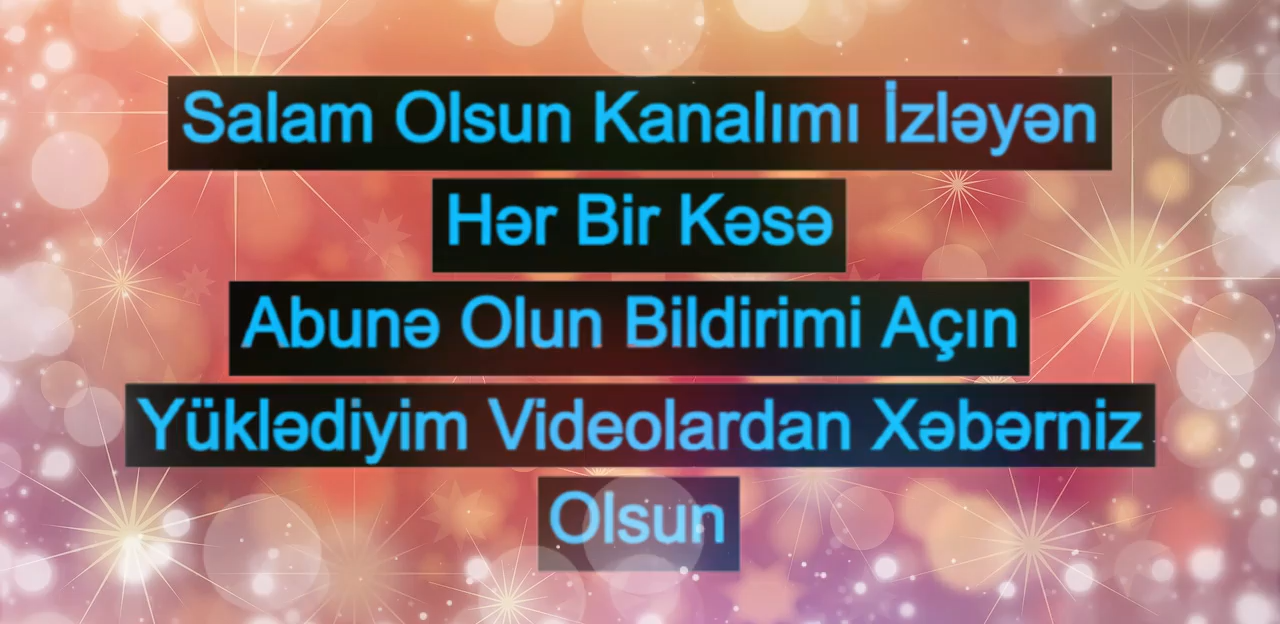 Salam Olsun Kanalımı İzləyən
Hər Bir Kəsə
Abunə Olun Bildirimi Açın
Yüklədiyim Videolardan Xəbərniz
Olsun